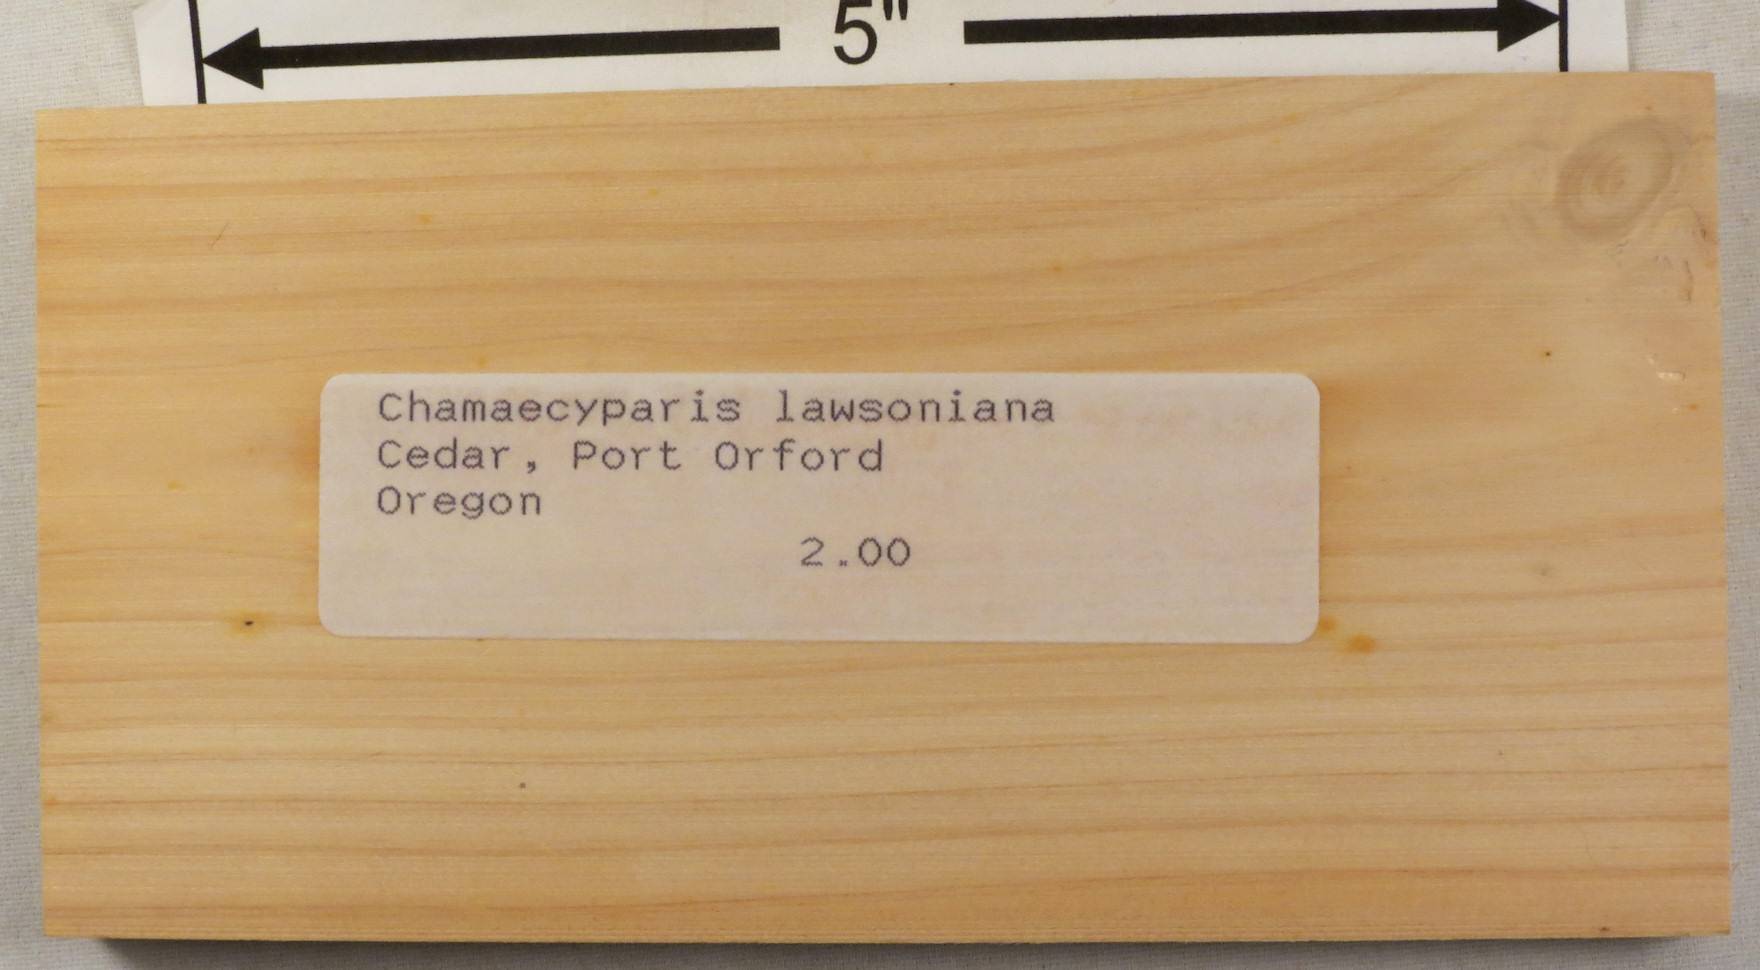 5"
Chamaecyparis lawsoniana
Cedar, Port Orford
Oregon
2.00